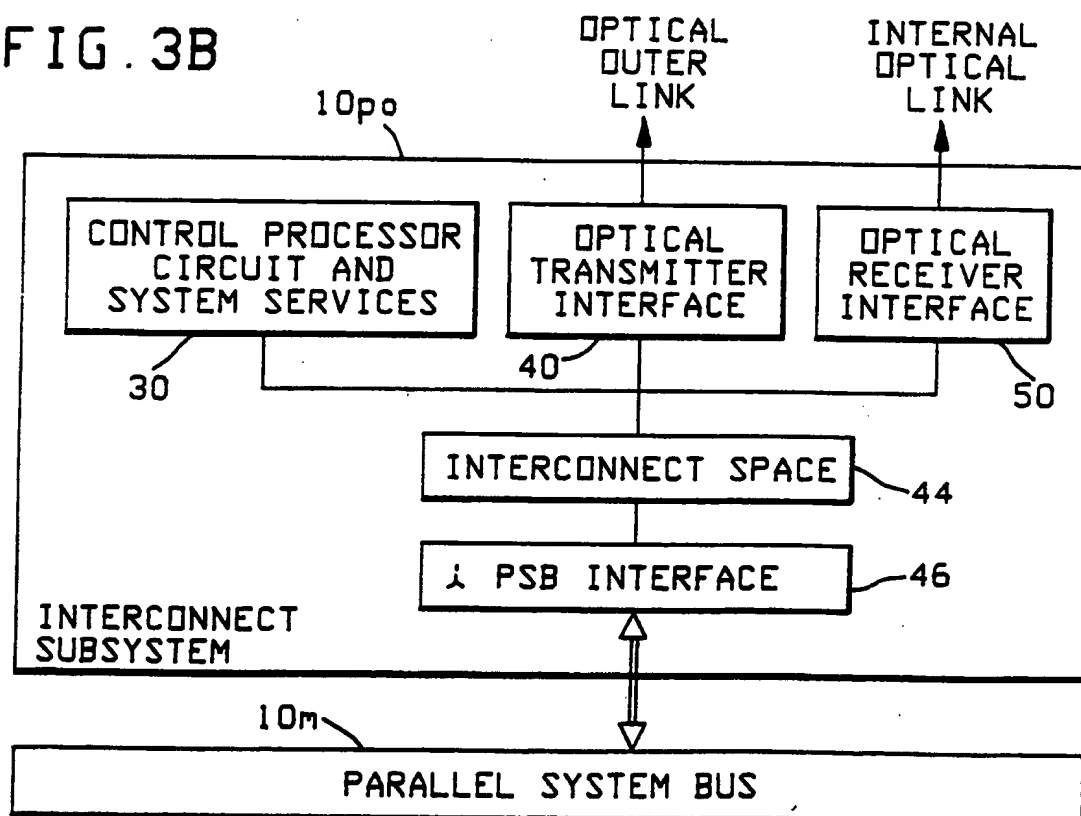 FIG. 3B
OPTICAL
OUTER
LINK
INTERNAL
OPTICAL
LINK
10po
CONTROL PROCESSOR
CIRCUIT AND
SYSTEM SERVICES
OPTICAL
TRANSMITTER
INTERFACE
OPTICAL
RECEIVER
INTERFACE
30
40
50
INTERCONNECT SPACE
44
i PSB INTERFACE
46
INTERCONNECT
SUBSYSTEM
10m
PARALLEL SYSTEM BUS